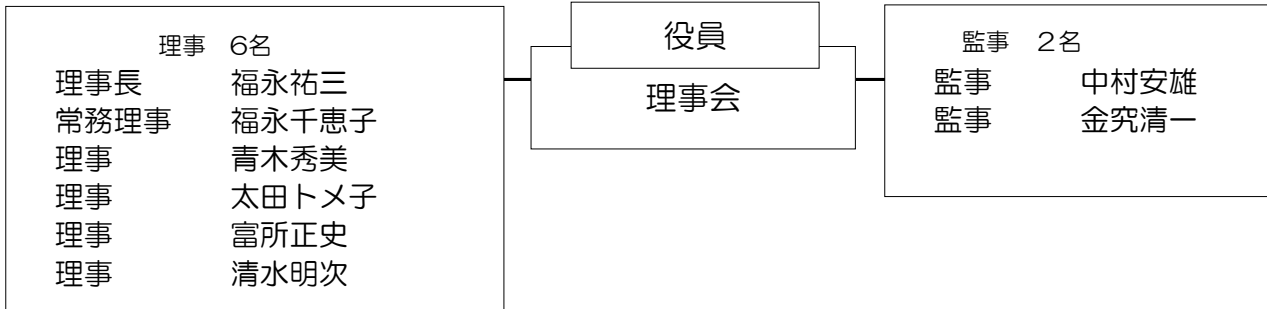 理事 6名
理事長 福永祐三
常務理事 福永千恵子
理事 青木秀美
理事 太田トメ子
理事 富所正史
理事 清水明次
役員
理事会
監事 2名
監事 中村安雄
監事 金究清一